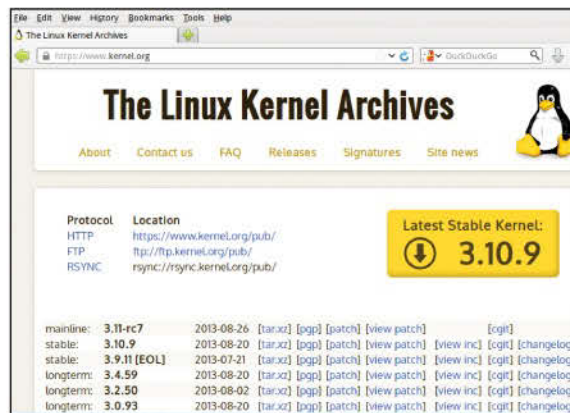 File Edit View History Bookmarks Tools Help
The Linux Kernel Archives
https://www.kernel.org DuckDuckGo
The Linux Kernel Archives
About Contact us FAQ Releases Signatures Site news
Protocol Location
HTTP https://www.kernel.org/pub/
FTP ftp://ftp.kernel.org/pub/
RSYNC rsync://rsync.kernel.org/pub/
Latest Stable Kernel:
3.10.9
mainline: 3.11-rc7 2013-08-26 [tar.xz] [pgp] [patch] [view patch] [cgit]
stable: 3.10.9 2013-08-20 [tar.xz] [pgp] [patch] [view patch] [view inc] [cgit] [changelog
stable: 3.9.11 [EOL] 2013-07-21 [tar.xz] [pgp] [patch] [view patch] [view inc] [cgit] [changelog
longterm: 3.4.59 2013-08-20 [tar.xz] [pgp] [patch] [view patch] [view inc] [cgit] [changelog
longterm: 3.2.50 2013-08-02 [tar.xz] [pgp] [patch] [view patch] [view inc] [cgit] [changelog
longterm: 3.0.93 2013-08-20 [tar.xz] [pgp] [patch] [view patch] [view inc] [cgit] [changelog